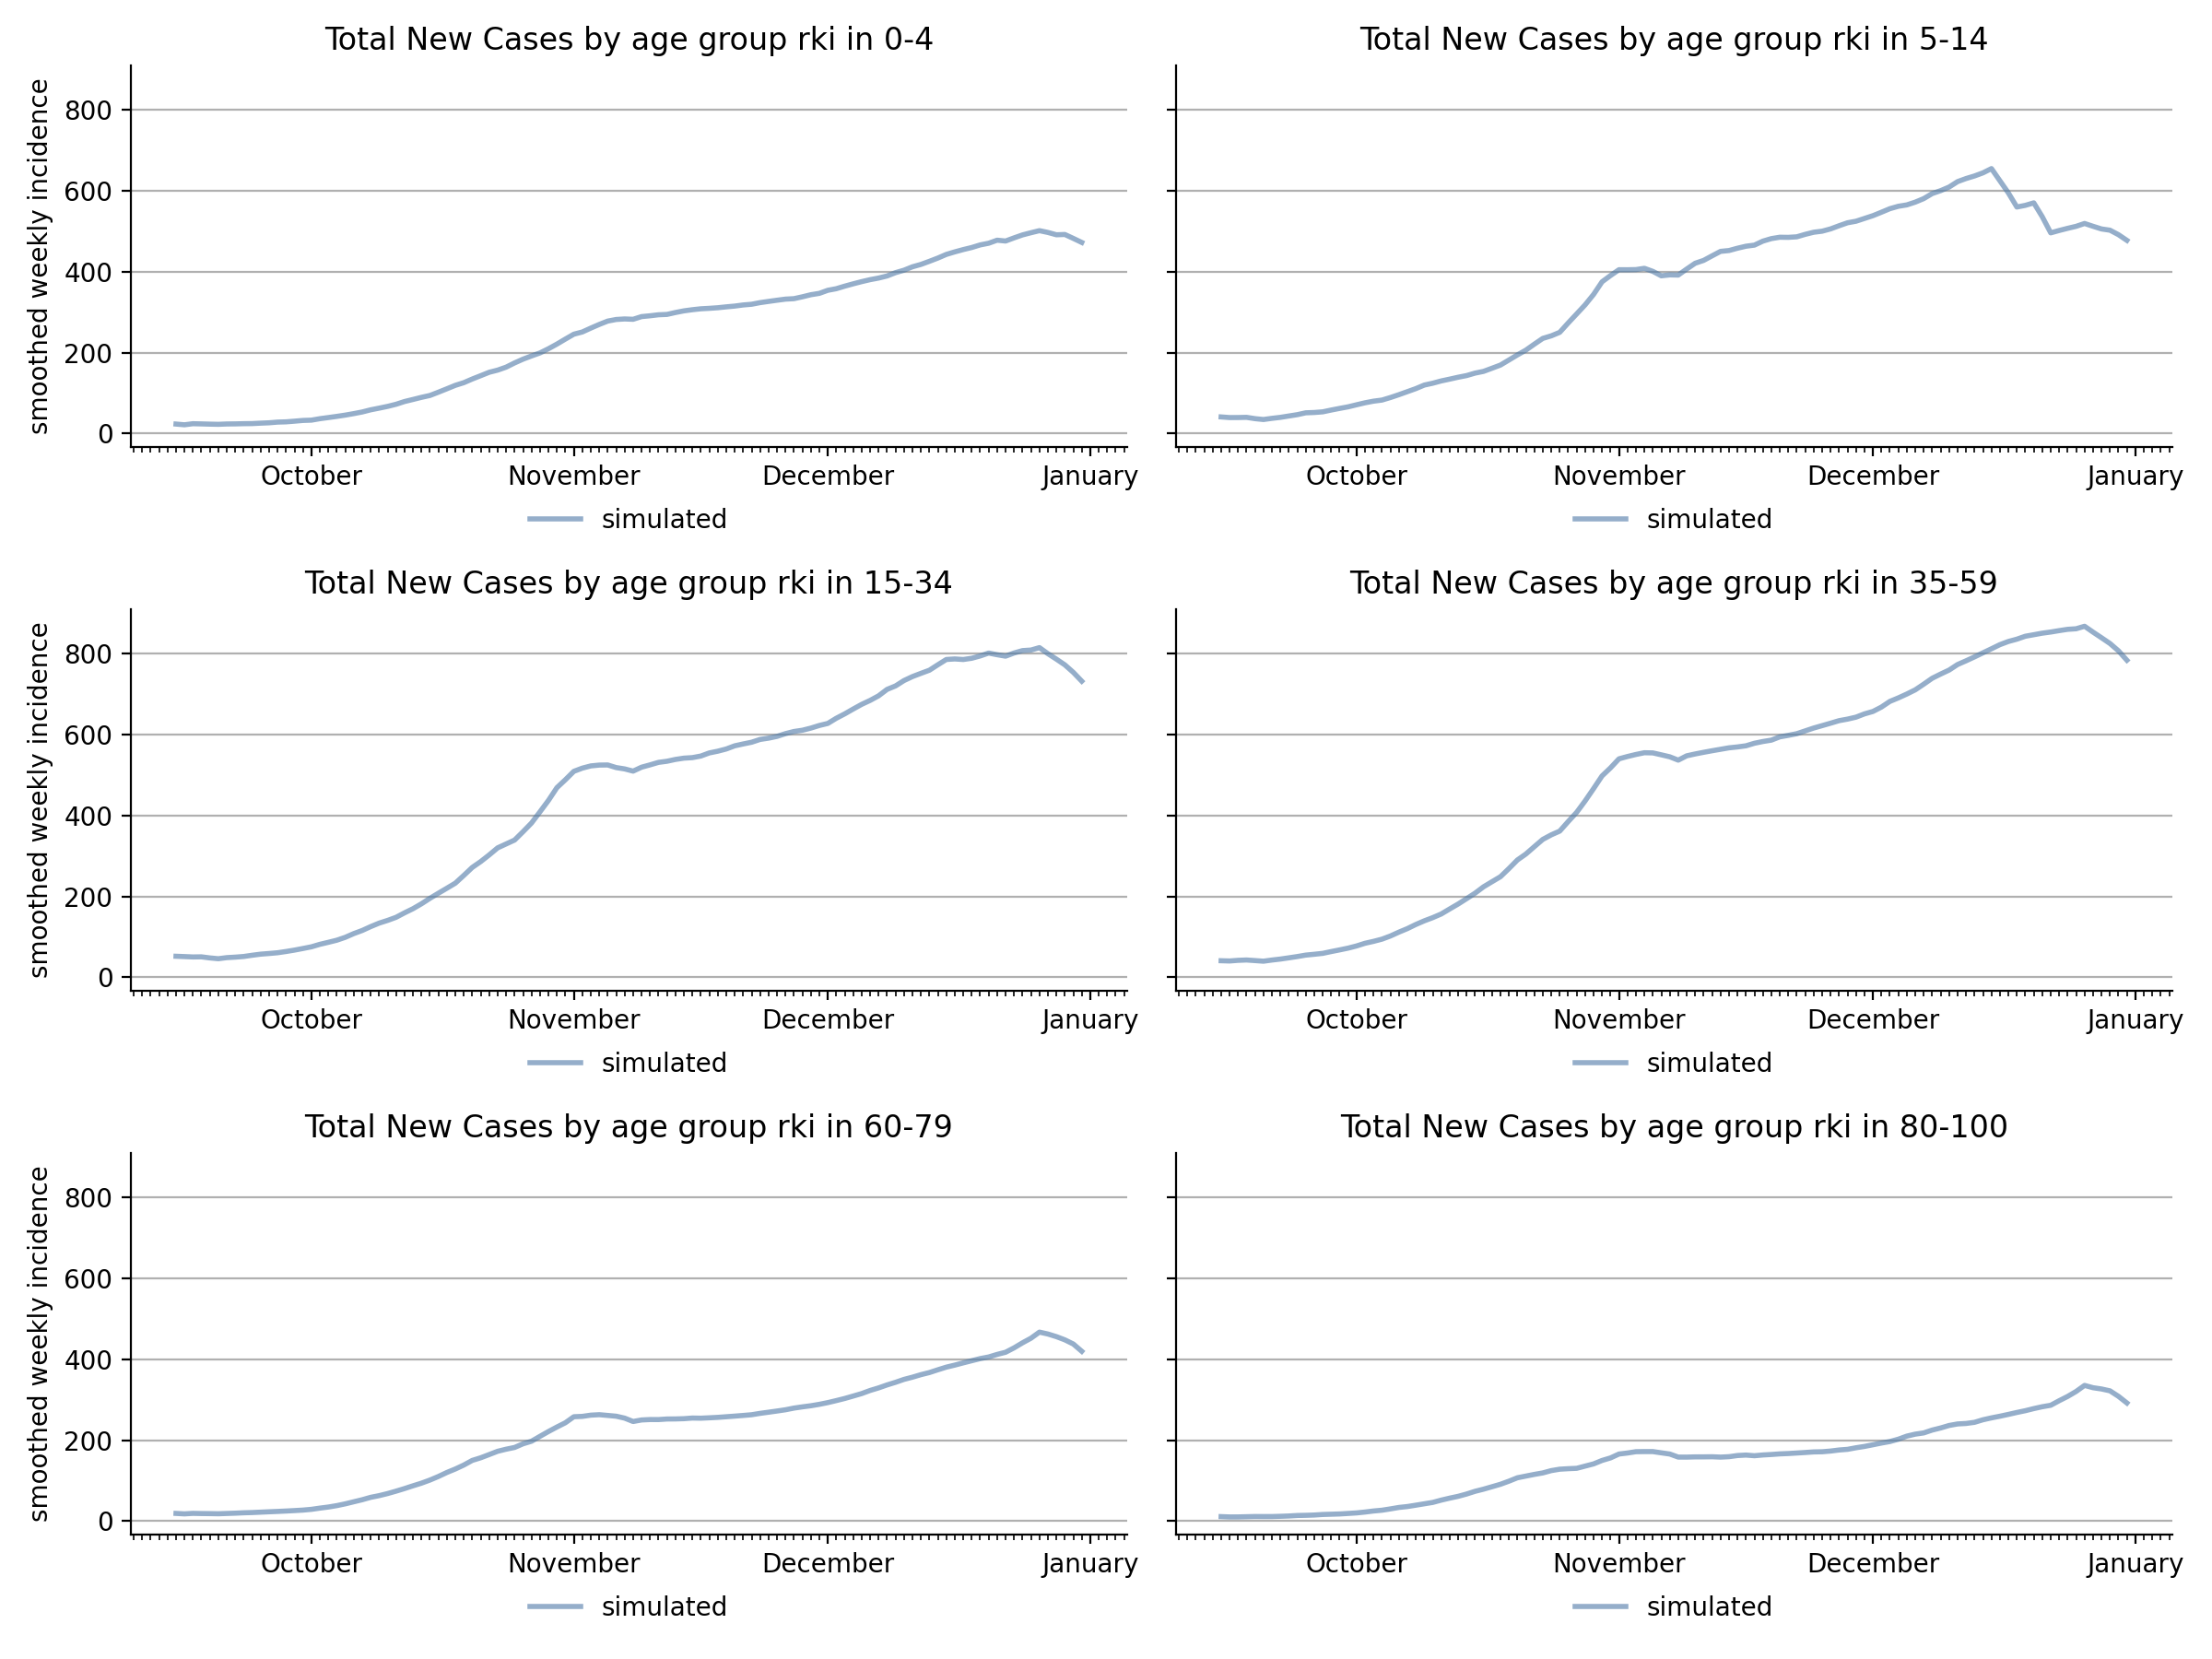 Total New Cases by age group rki in 0-4
smoothed weekly incidence
800
600
400
200
0
October November December January
simulated
Total New Cases by age group rki in 5-14
October November December January
simulated
Total New Cases by age group rki in 15-34
smoothed weekly incidence
800
600
400
200
0
October November December January
simulated
Total New Cases by age group rki in 35-59
October November December January
simulated
Total New Cases by age group rki in 60-79
smoothed weekly incidence
800
600
400
200
0
October November December January
simulated
Total New Cases by age group rki in 80-100
October November December January
simulated